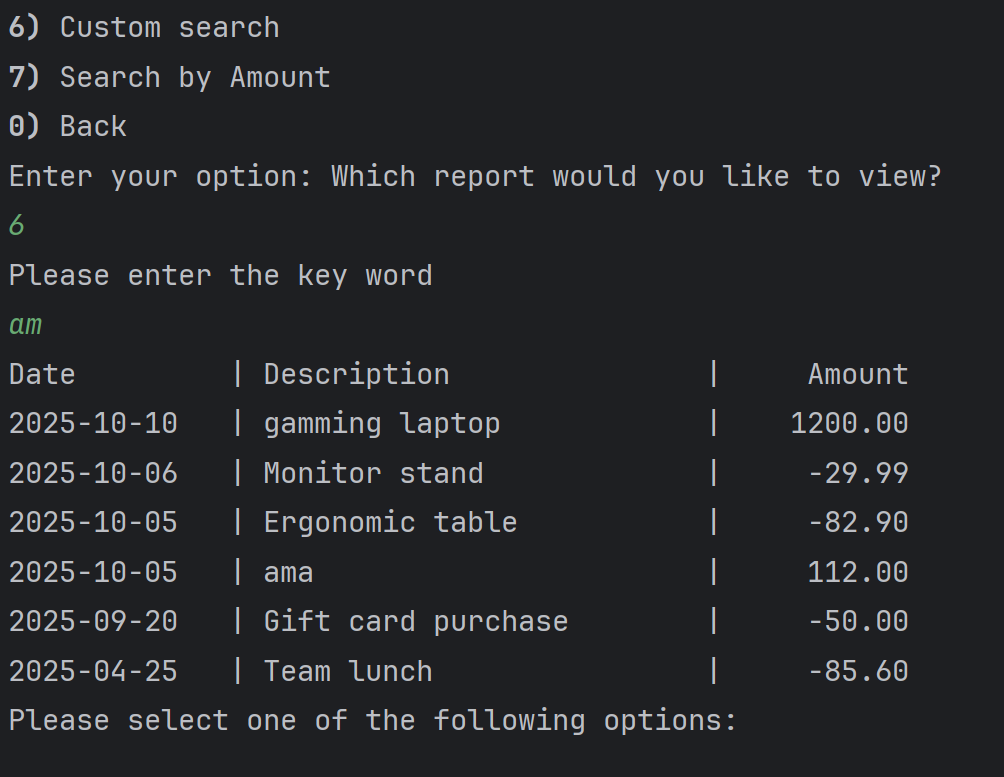 6) Custom search
7) Search by Amount
0) Back
Enter your option: Which report would you like to view?
6
Please enter the key word
am
Date | Description | Amount
2025-10-10 | gamming laptop | 1200.00
2025-10-06 | Monitor stand | -29.99
2025-10-05 | Ergonomic table | -82.90
2025-10-05 | ama | 112.00
2025-09-20 | Gift card purchase | -50.00
2025-04-25 | Team lunch | -85.60
Please select one of the following options: